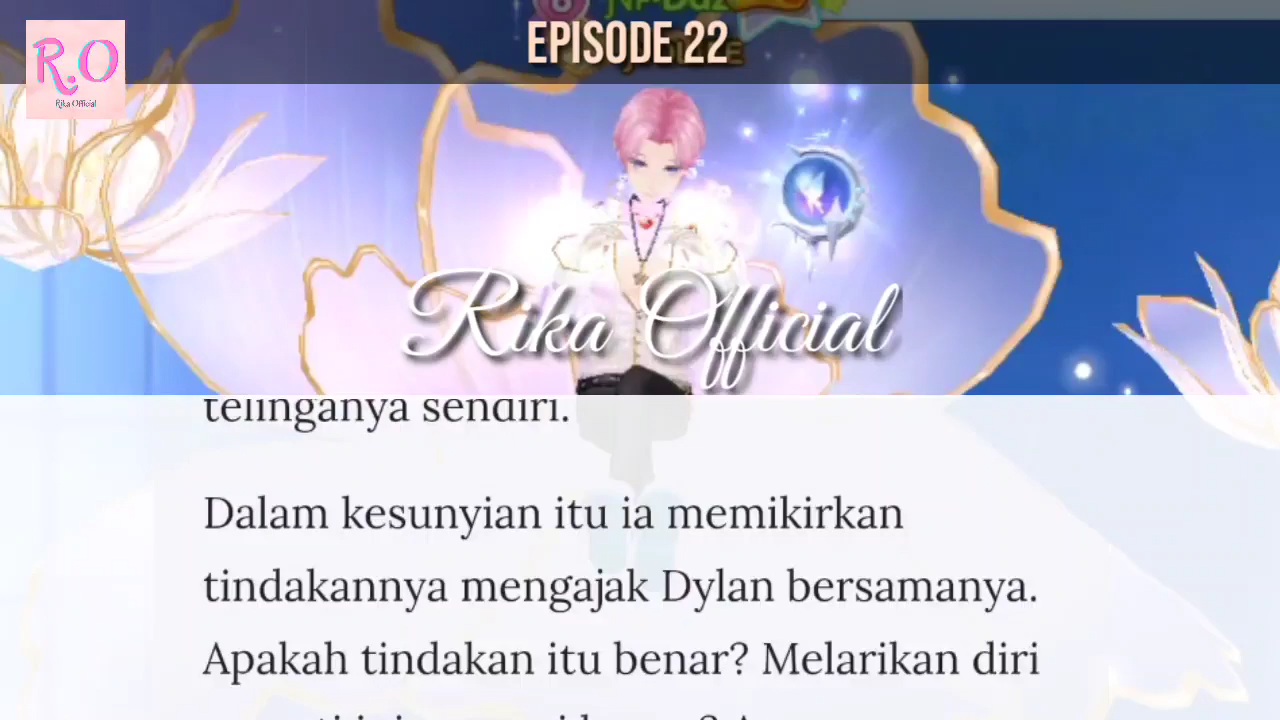 EPISODE 22
R.O
Rika Official
Rika Official
telinganya sendiri.
Dalam kesunyian itu ia memikirkan
tindakannya mengajak Dylan bersamanya.
Apakah tindakan itu benar? Melarikan diri